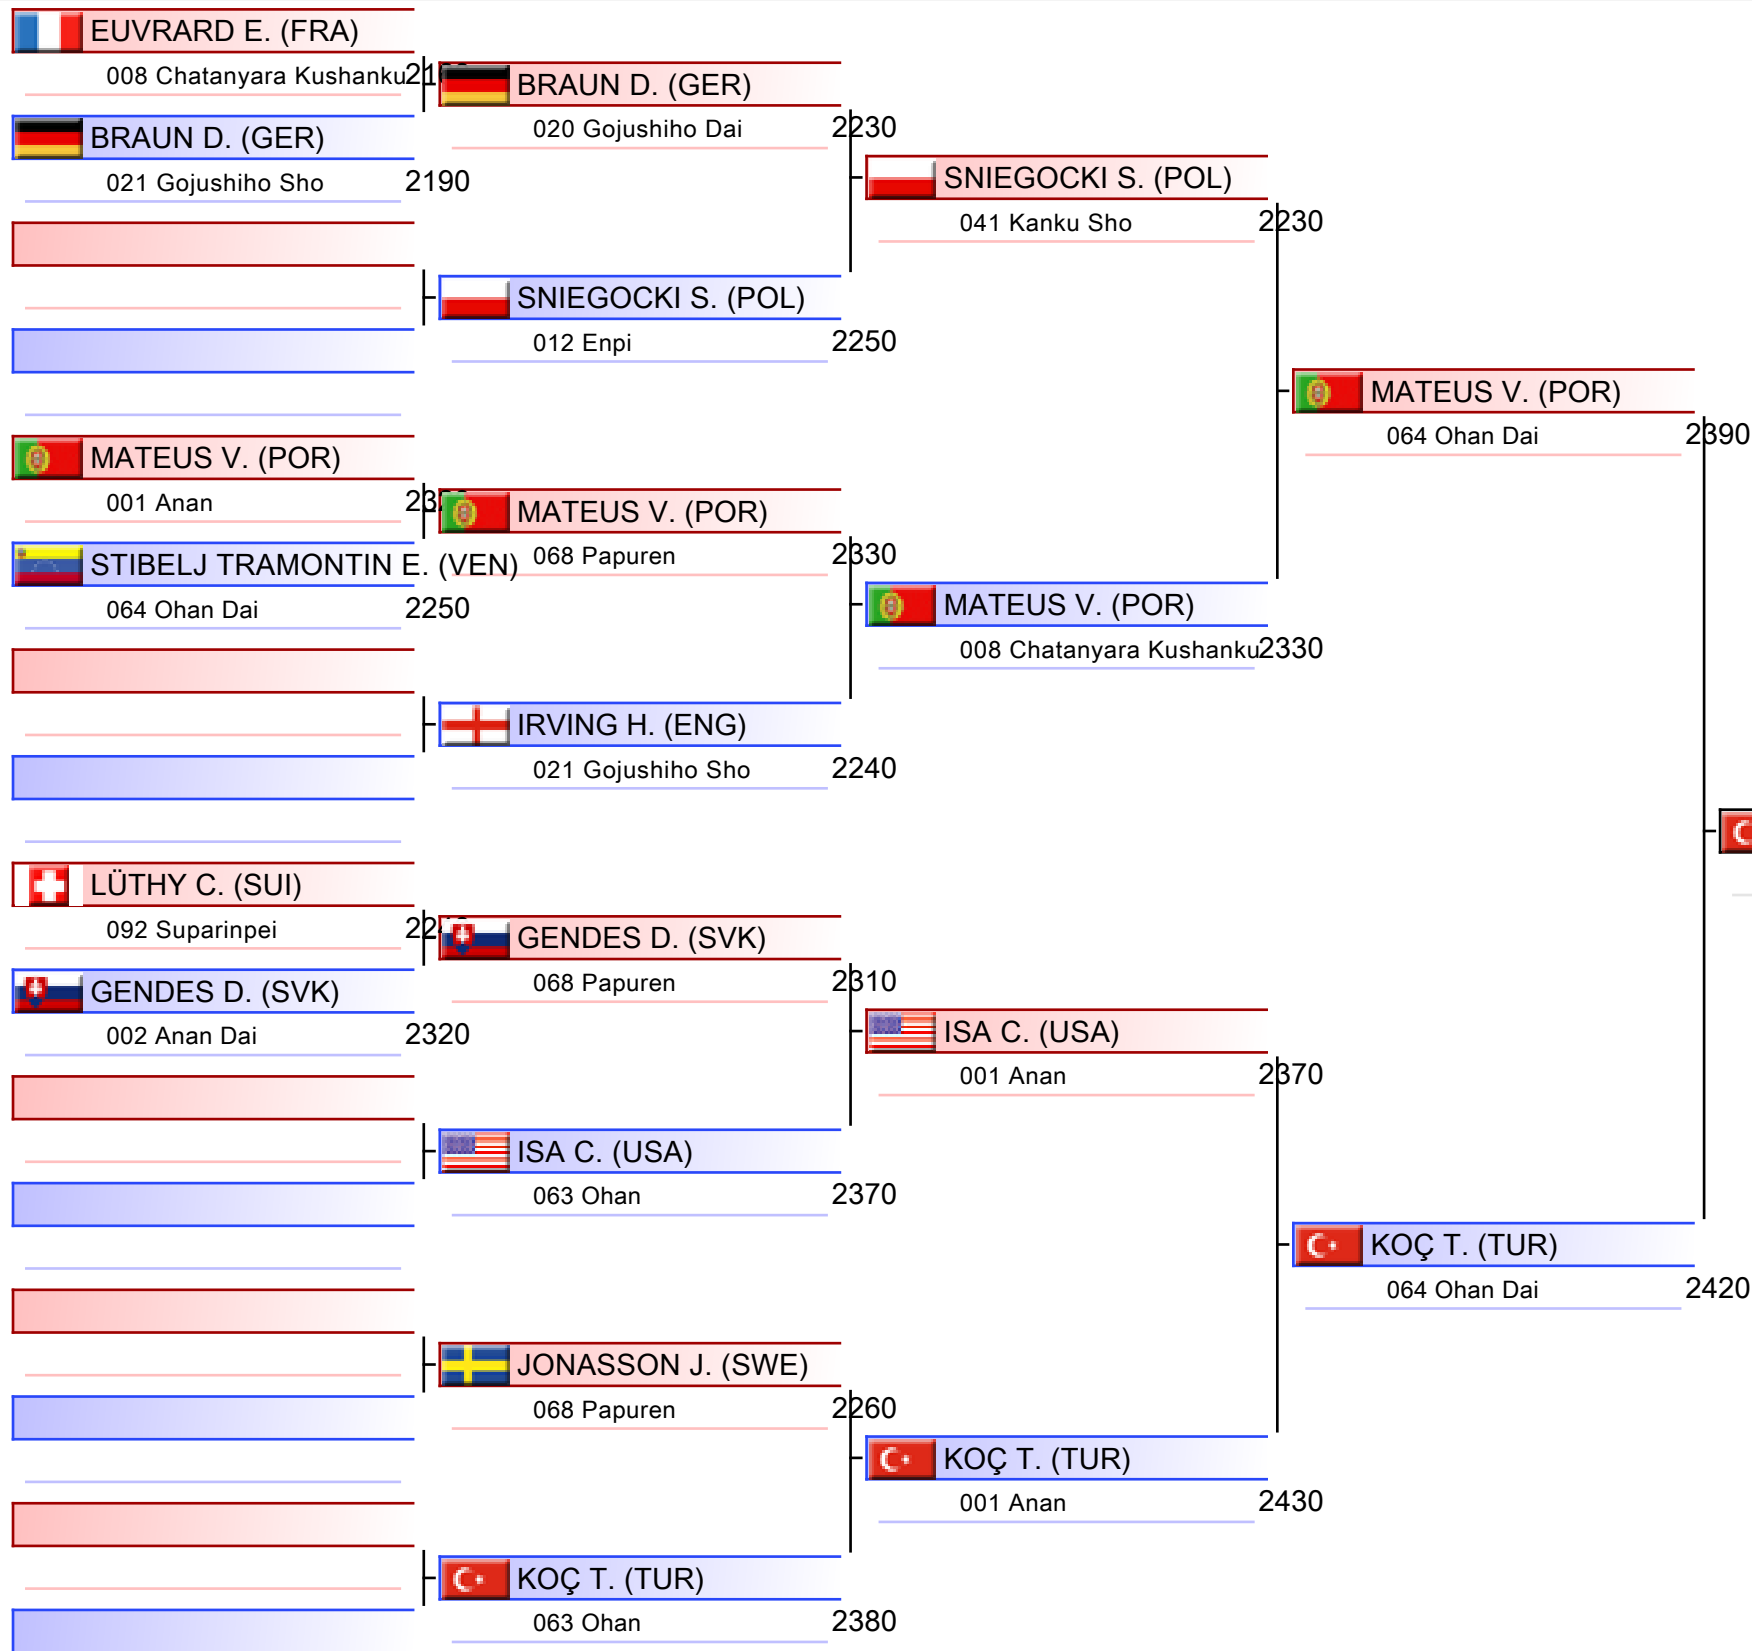 EUVRARD E. (FRA)
008 Chatanyara Kushanku
BRAUN D. (GER)
021 Gojushiho Sho 2190
MATEUS V. (POR)
001 Anan
STIBELJ TRAMONTIN E. (VEN)
064 Ohan Dai 2250
LÜTHY C. (SUI)
092 Suparinpei
GENDES D. (SVK)
002 Anan Dai 2320
BRAUN D. (GER)
020 Gojushiho Dai 2230
SNIEGOCKI S. (POL)
012 Enpi 2250
MATEUS V. (POR)
068 Papuren 2330
IRVING H. (ENG)
021 Gojushiho Sho 2240
GENDES D. (SVK)
068 Papuren 2310
ISA C. (USA)
063 Ohan 2370
JONASSON J. (SWE)
068 Papuren 2260
KOÇ T. (TUR)
063 Ohan 2380
SNIEGOCKI S. (POL)
041 Kanku Sho 2230
MATEUS V. (POR)
008 Chatanyara Kushanku 2330
ISA C. (USA)
001 Anan 2370
KOÇ T. (TUR)
001 Anan 2430
MATEUS V. (POR)
064 Ohan Dai 2390
KOÇ T. (TUR)
064 Ohan Dai 2420